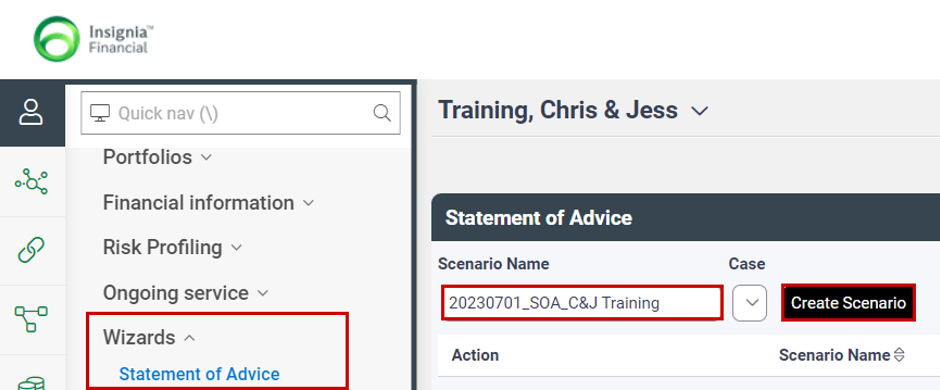 Insignia™
Financial
Quick nav (\)
Portfolios
Financial information
Risk Profiling
Ongoing service
Wizards
Statement of Advice
Training, Chris & Jess
Statement of Advice
Scenario Name
Case
20230701_SOA_C&J Training
Create Scenario
Action
Scenario Name